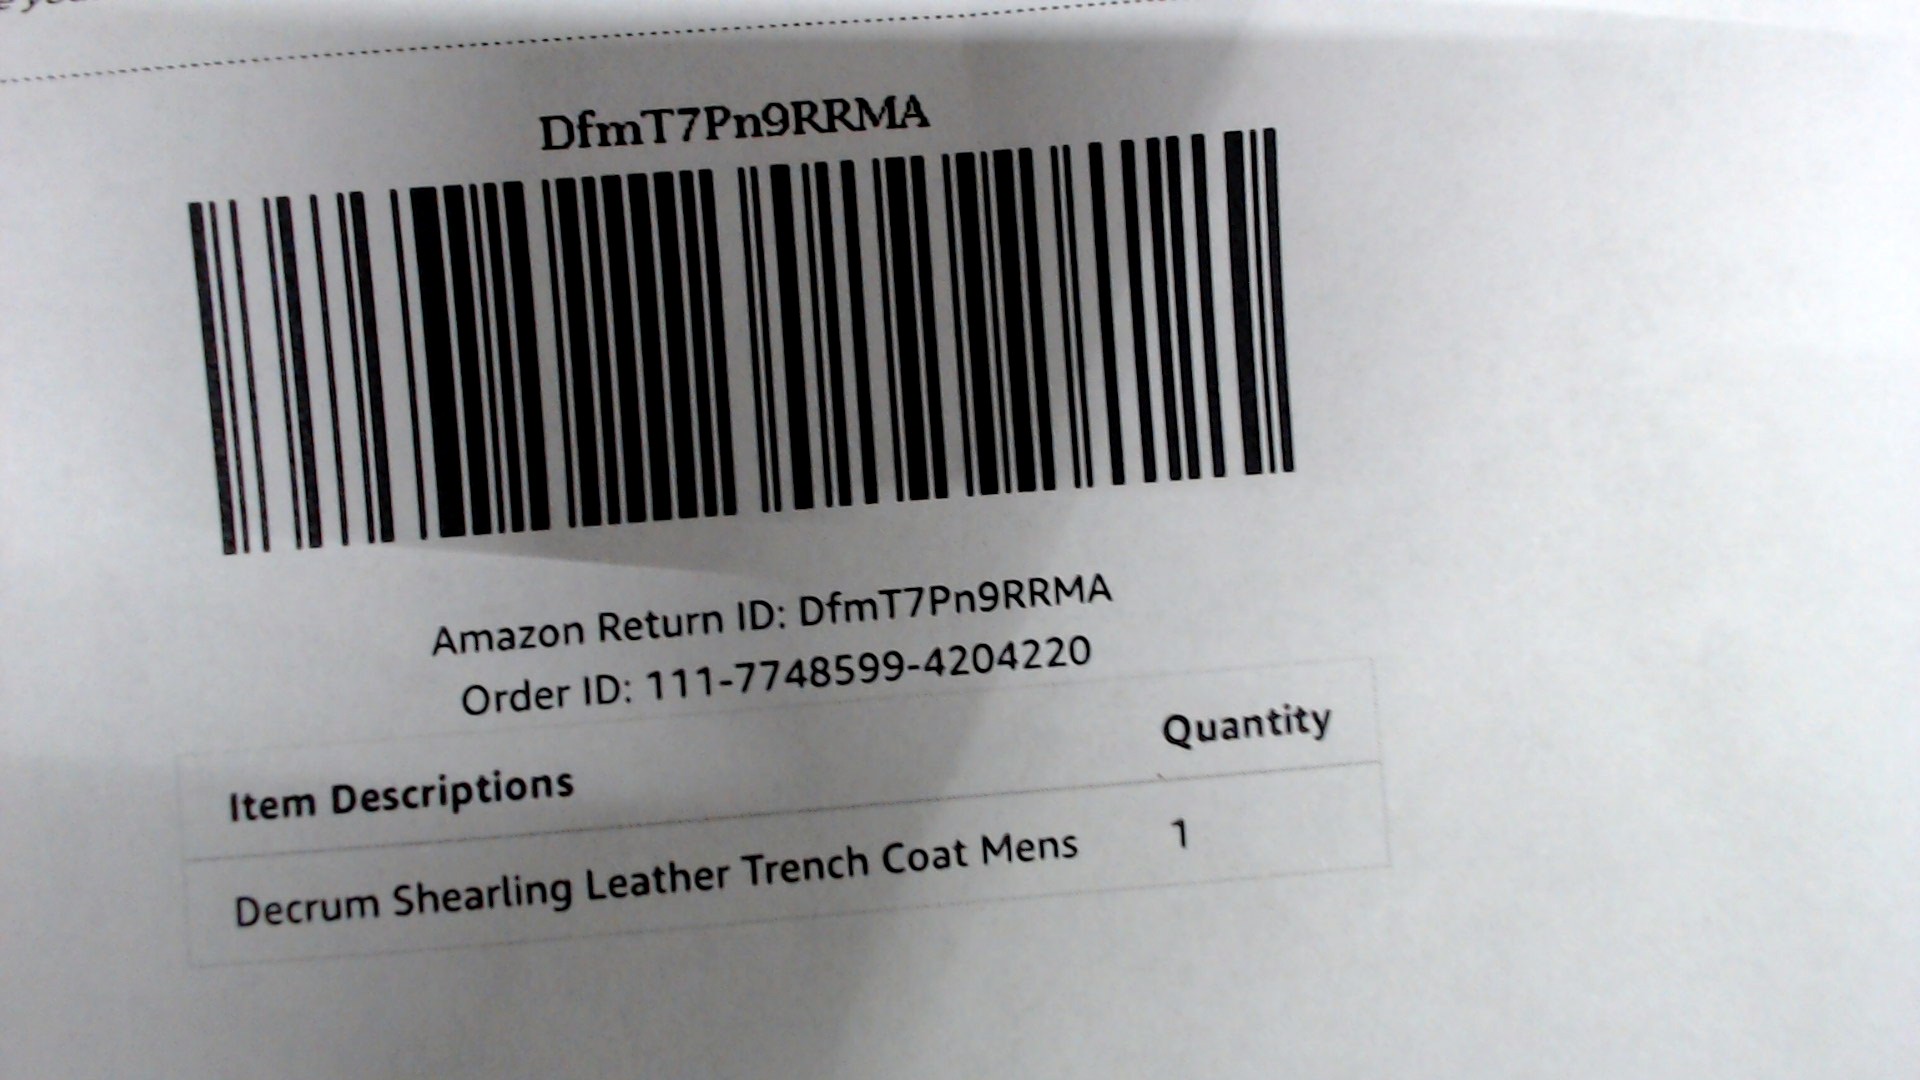 DfmT7Pn9RRMA
Amazon Return ID: DfmT7Pn9RRMA
Order ID: 111-7748599-4204220
Item Descriptions Quantity
Decrum Shearling Leather Trench Coat Mens 1